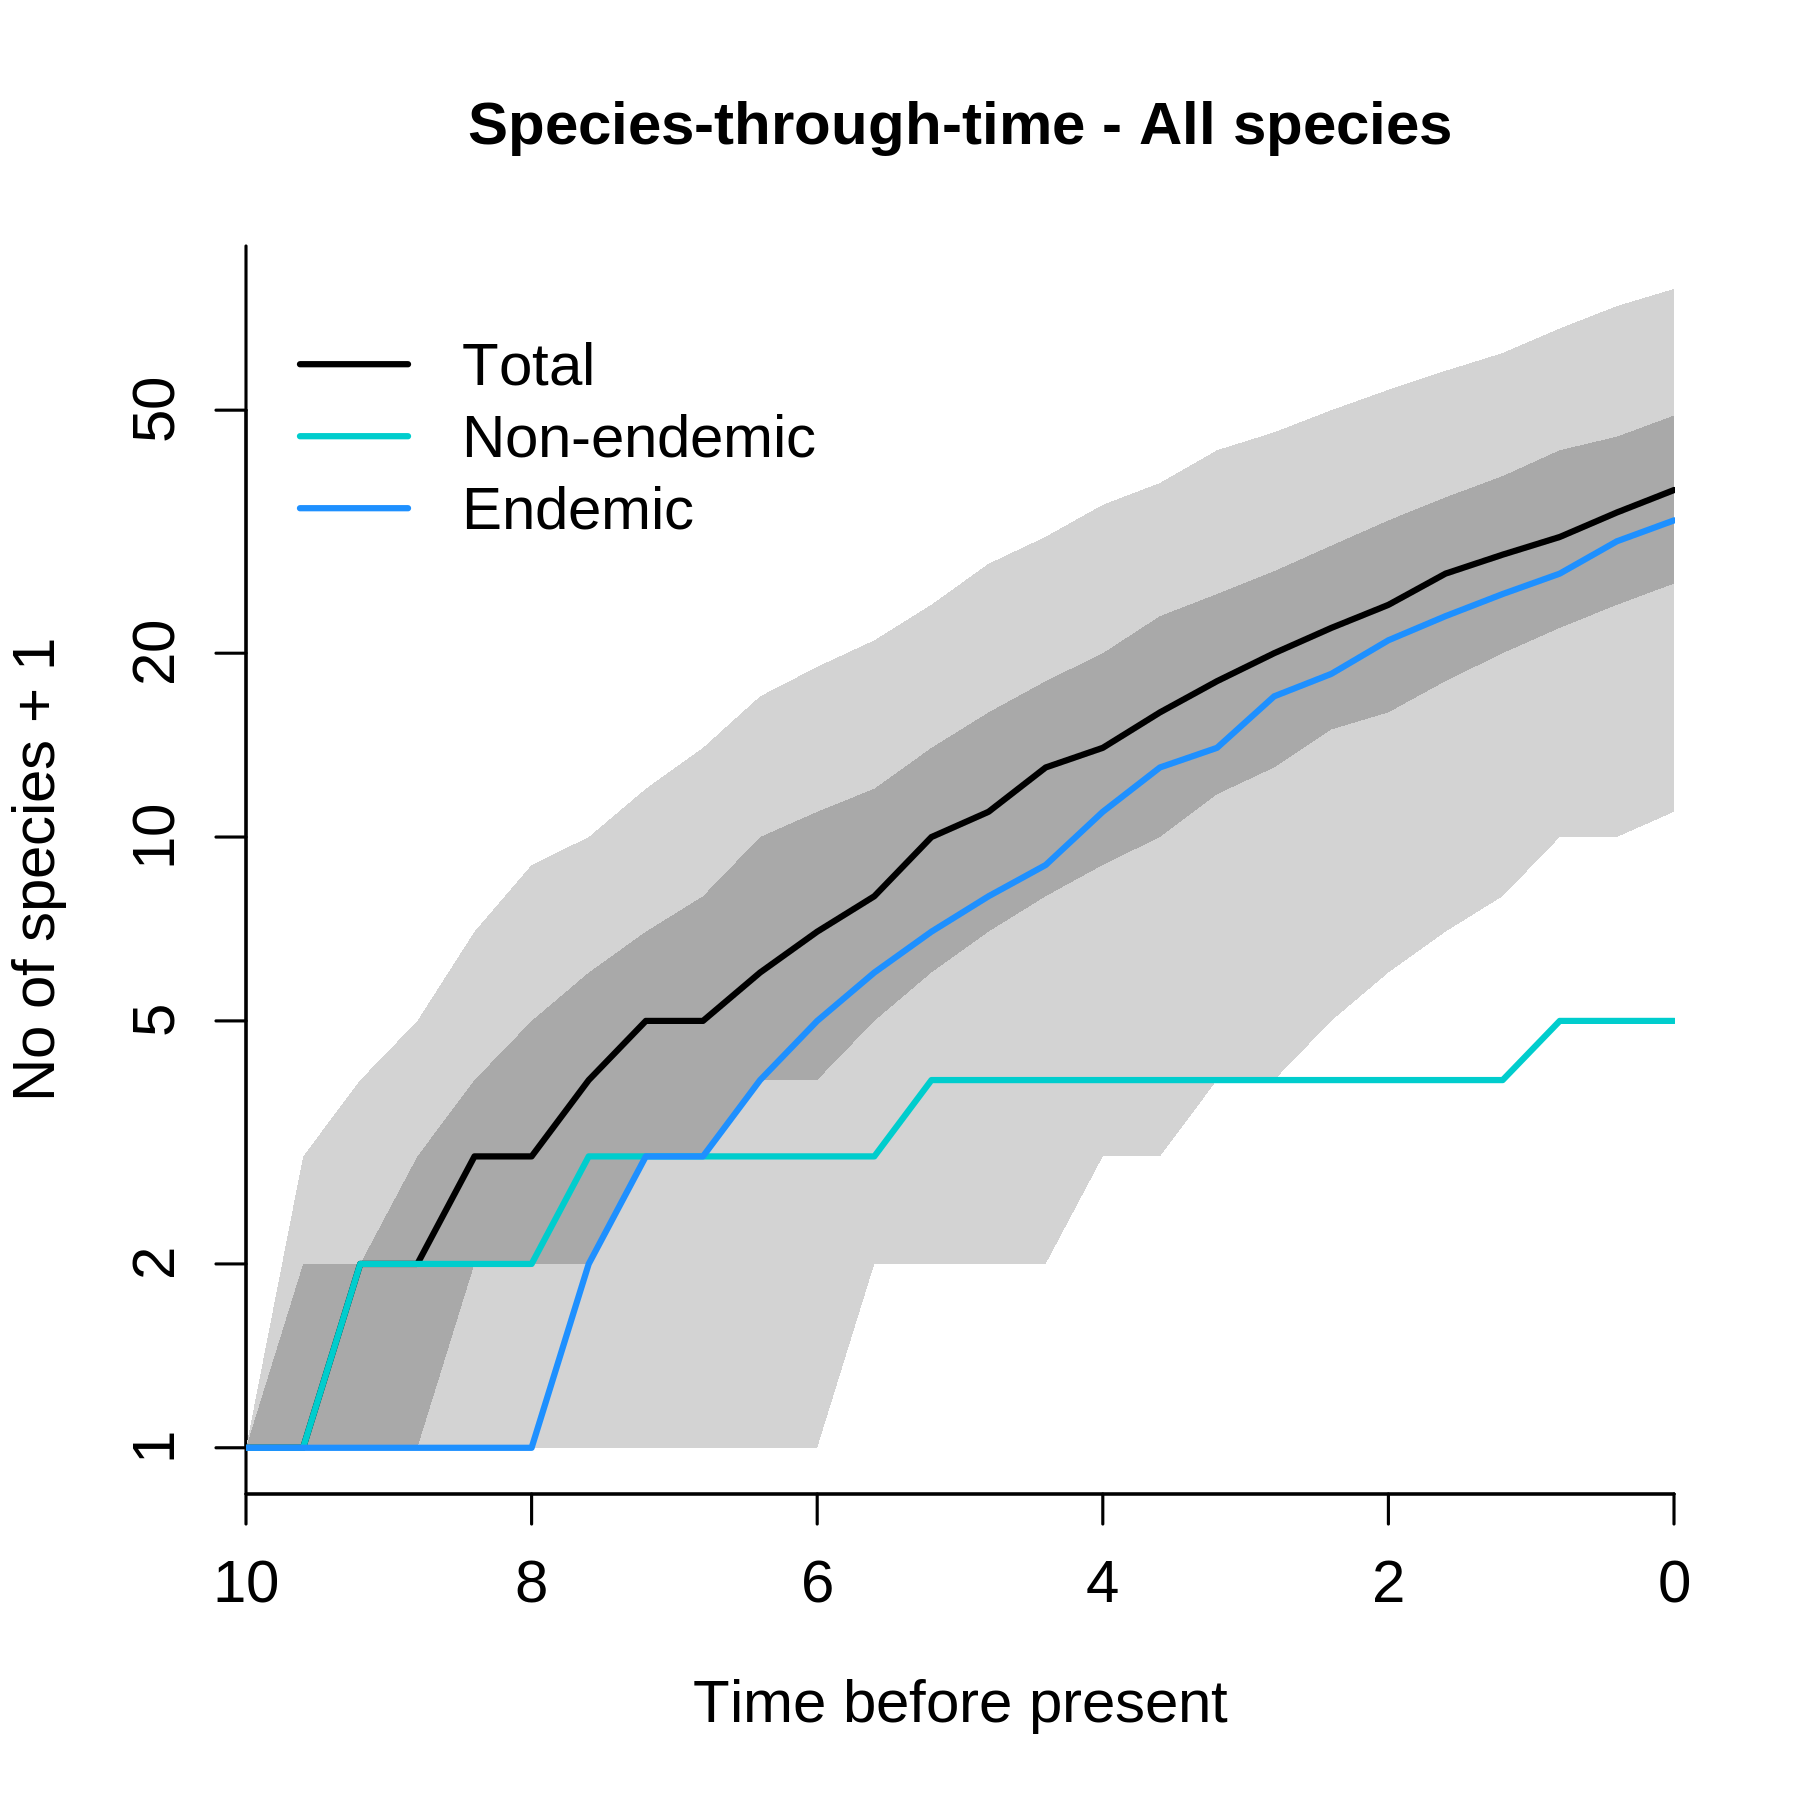 Species-through-time - All species
Total
Non-endemic
Endemic
No of species + 1
50
20
10
5
2
1
10 8 6 4 2 0
Time before present